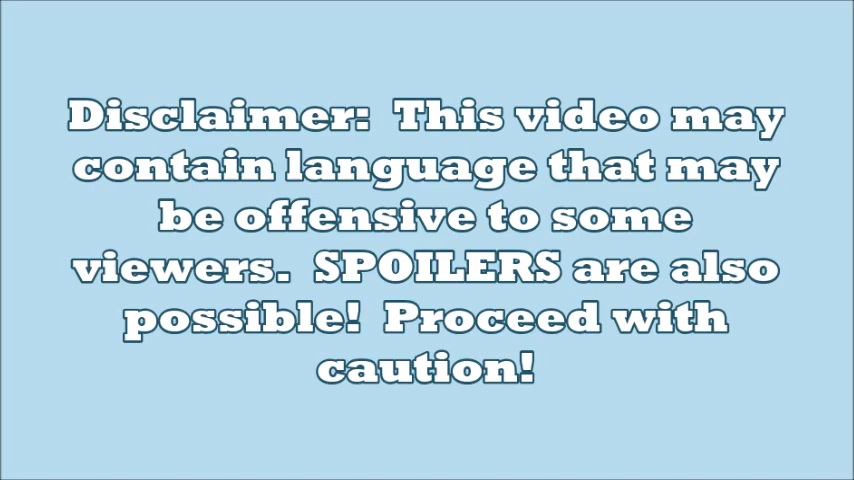 Disclaimer:  This video may
contain language that may
be offensive to some
viewers.  SPOILERS are also
possible!  Proceed with
caution!